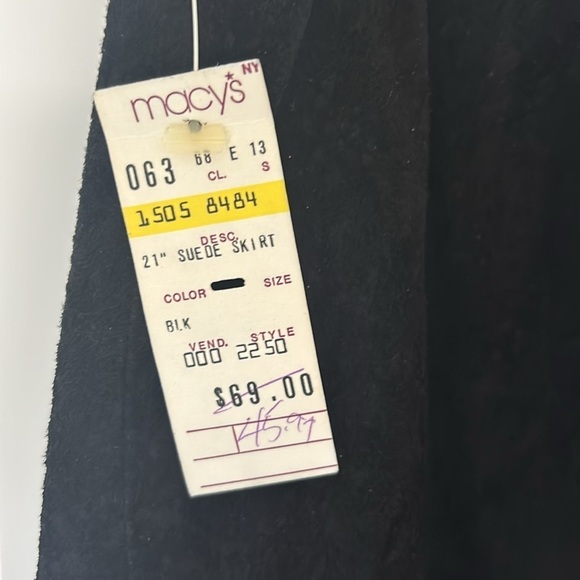 macy's NY
063 68 E 13
CL. S
1505 8484
DESC.
21" SUEDE SKIRT
COLOR SIZE
BLK
VEND. STYLE
000 2250
$69.00
45.99